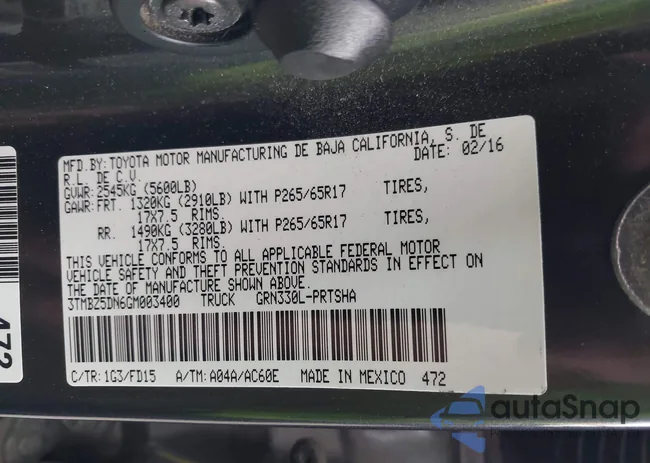 MFD.BY:TOYOTA MOTOR MANUFACTURING DE BAJA CALIFORNIA, S. DE
R.L. DE C.V. DATE: 02/16
GVWR:2545KG (5600LB)
GAWR:FRT. 1320KG (2910LB) WITH P265/65R17 TIRES,
17X7.5 RIMS.
RR. 1490KG (3280LB) WITH P265/65R17 TIRES,
17X7.5 RIMS.
THIS VEHICLE CONFORMS TO ALL APPLICABLE FEDERAL MOTOR
VEHICLE SAFETY AND THEFT PREVENTION STANDARDS IN EFFECT ON
THE DATE OF MANUFACTURE SHOWN ABOVE.
3TMBZ5DN6GM003400 TRUCK GRN330L-PRTSHA
C/TR:1G3/FD15 A/TM:A04A/AC60E MADE IN MEXICO 472
472
autoSnap